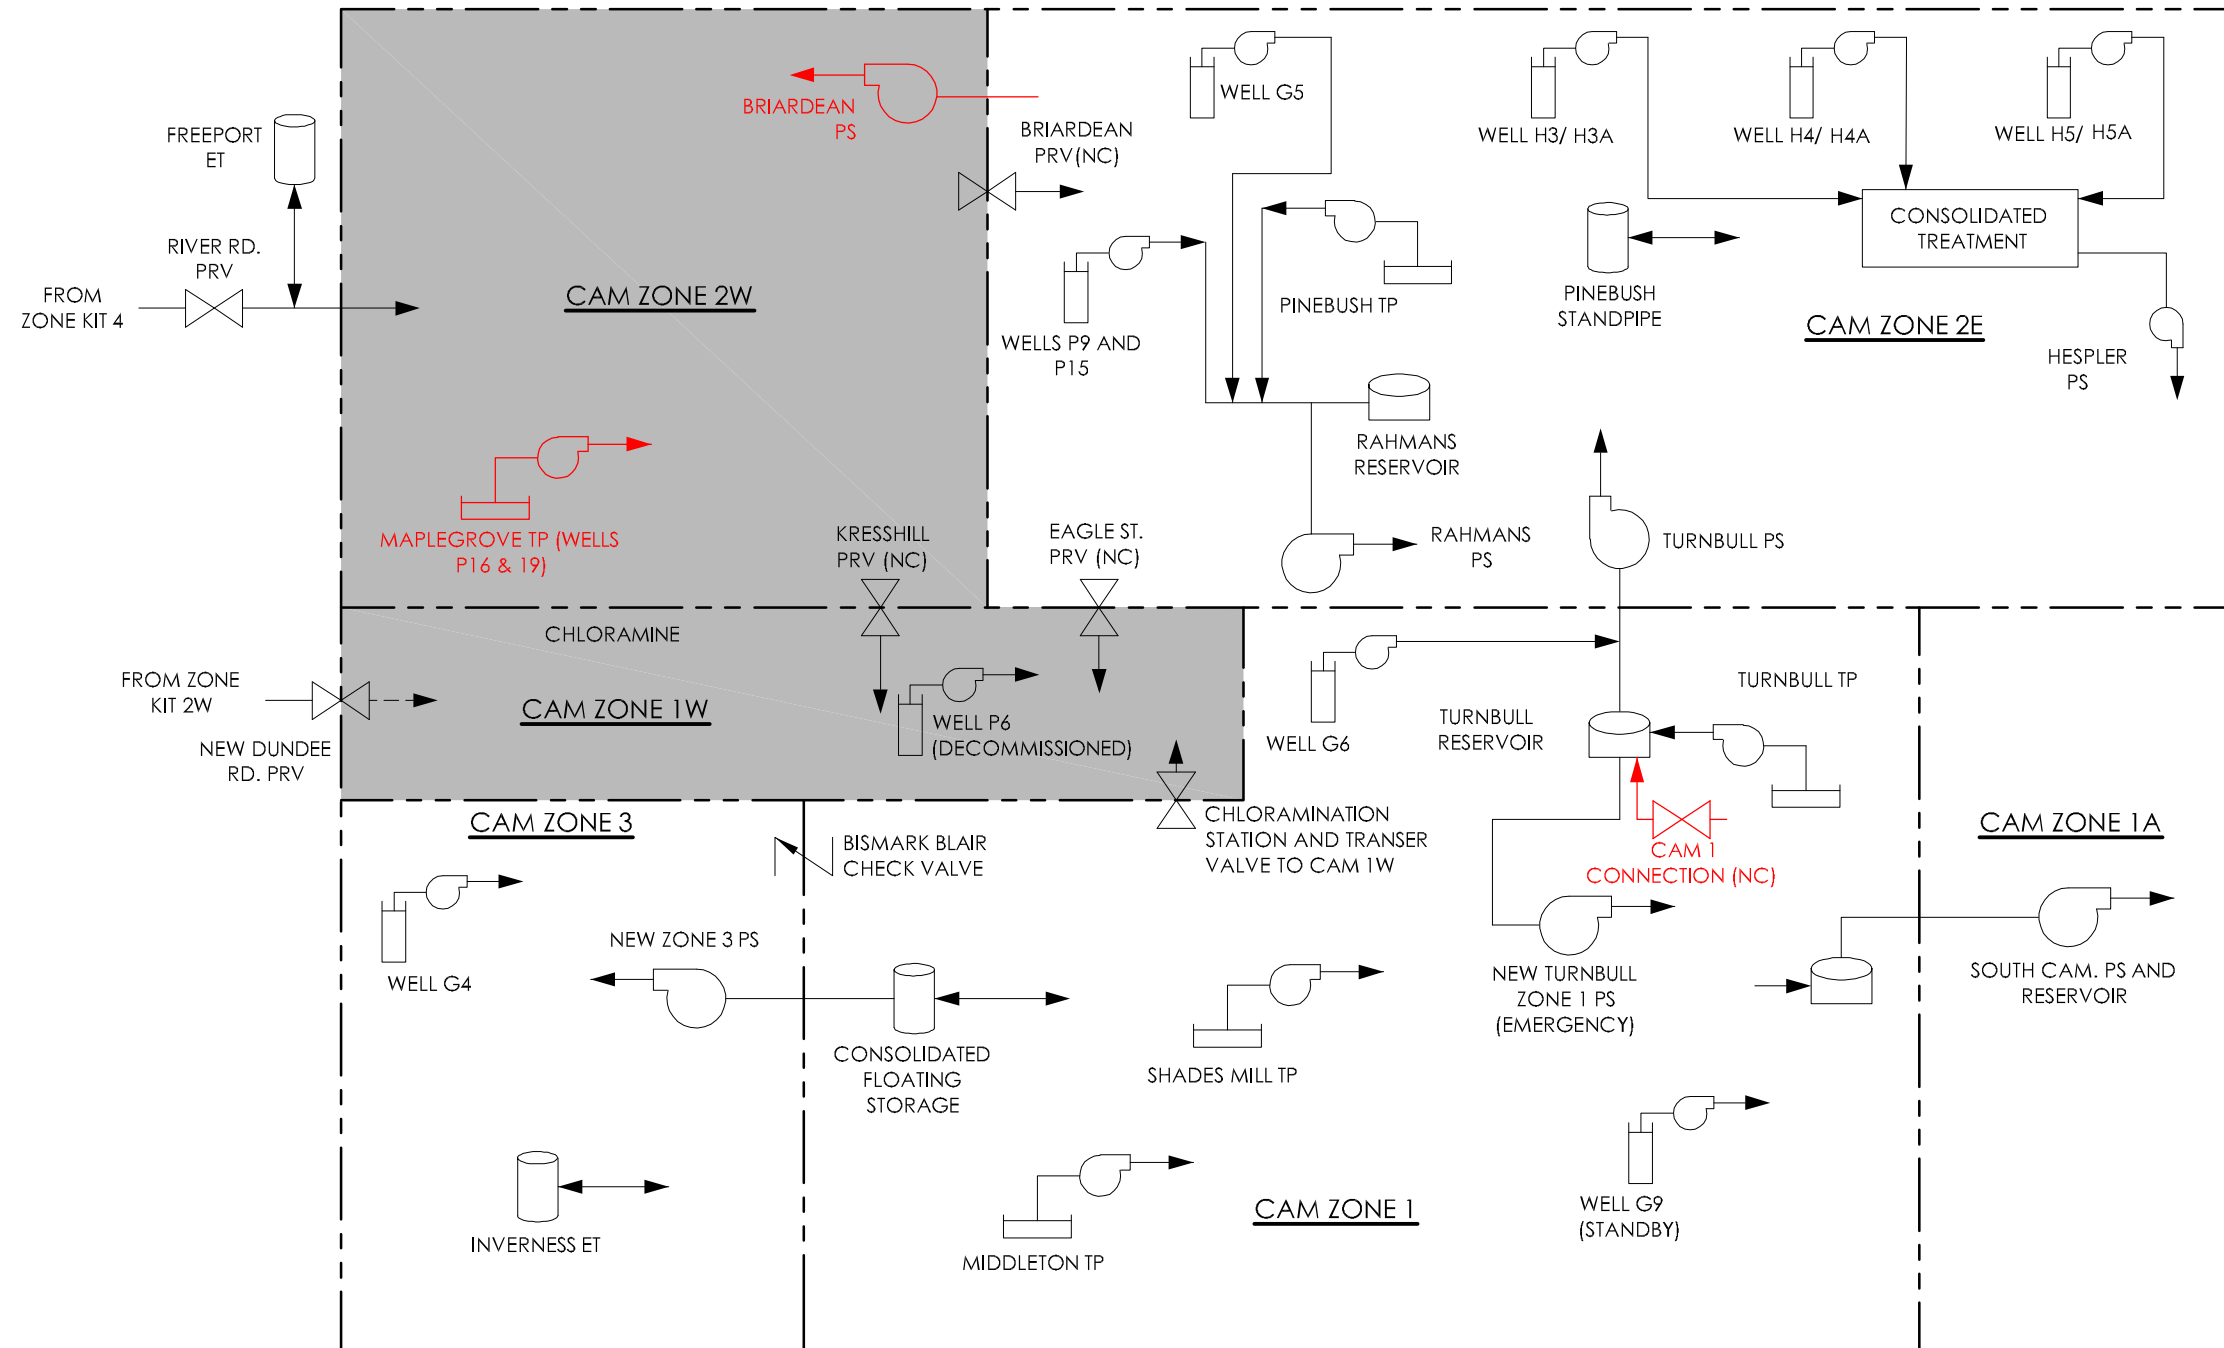 BRIARDEAN
PS
WELL G5
FREEPORT
ET
BRIARDEAN
PRV(NC)
WELL H3/ H3A
WELL H4/ H4A
WELL H5/ H5A
CONSOLIDATED
TREATMENT
RIVER RD.
PRV
FROM
ZONE KIT 4
CAM ZONE 2W
WELLS P9 AND
P15
PINEBUSH TP
PINEBUSH
STANDPIPE
CAM ZONE 2E
HESPLER
PS
RAHMANS
RESERVOIR
MAPLEGROVE TP (WELLS
P16 & 19)
KRESSHILL
PRV (NC)
EAGLE ST.
PRV (NC)
RAHMANS
PS
TURNBULL PS
CHLORAMINE
FROM ZONE
KIT 2W
NEW DUNDEE
RD. PRV
CAM ZONE 1W
WELL P6
(DECOMMISSIONED)
WELL G6
TURNBULL
RESERVOIR
TURNBULL TP
CAM ZONE 3
BISMARK BLAIR
CHECK VALVE
CHLORAMINATION
STATION AND TRANSER
VALVE TO CAM 1W
CAM 1
CONNECTION (NC)
CAM ZONE 1A
WELL G4
NEW ZONE 3 PS
CONSOLIDATED
FLOATING
STORAGE
SHADES MILL TP
NEW TURNBULL
ZONE 1 PS
(EMERGENCY)
SOUTH CAM. PS AND
RESERVOIR
INVERNESS ET
MIDDLETON TP
CAM ZONE 1
WELL G9
(STANDBY)